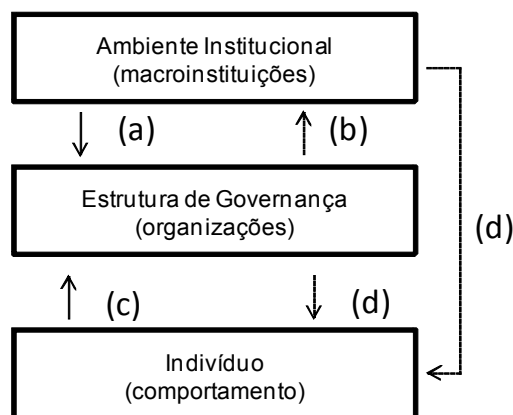 Ambiente Institucional
(macroinstituições)
(a)
(b)
Estrutura de Governança
(organizações)
(d)
(c)
(d)
Indivíduo
(comportamento)